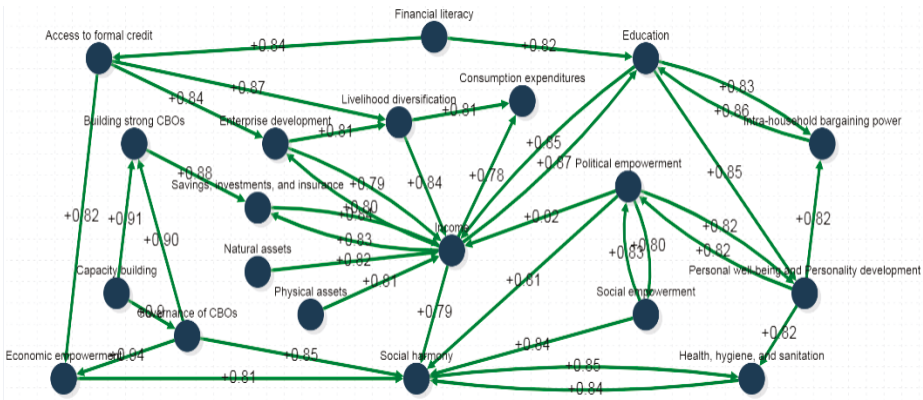 Financial literacy
Access to formal credit
Education
+0.84
+0.82
Consumption expenditures
+0.87
+0.83
+0.84
Livelihood diversification
+0.86
+0.81
Building strong CBOs
Enterprise development
Intra-household bargaining power
+0.81
+0.85
+0.87
Political empowerment
+0.88
+0.78
+0.85
Savings, investments, and insurance
+0.79
+0.84
+0.80
+0.82
+0.91
+0.02
+0.82
+0.82
Income
+0.90
+0.83
+0.83
+0.80
+0.82
Natural assets
+0.82
Capacity building
Personal well-being and Personality development
+0.81
+0.81
Physical assets
Social empowerment
Governance of CBOs
+0.79
+0.82
+0.84
Economic empowerment
+0.94
+0.85
Social harmony
Health, hygiene, and sanitation
+0.85
+0.81
+0.84